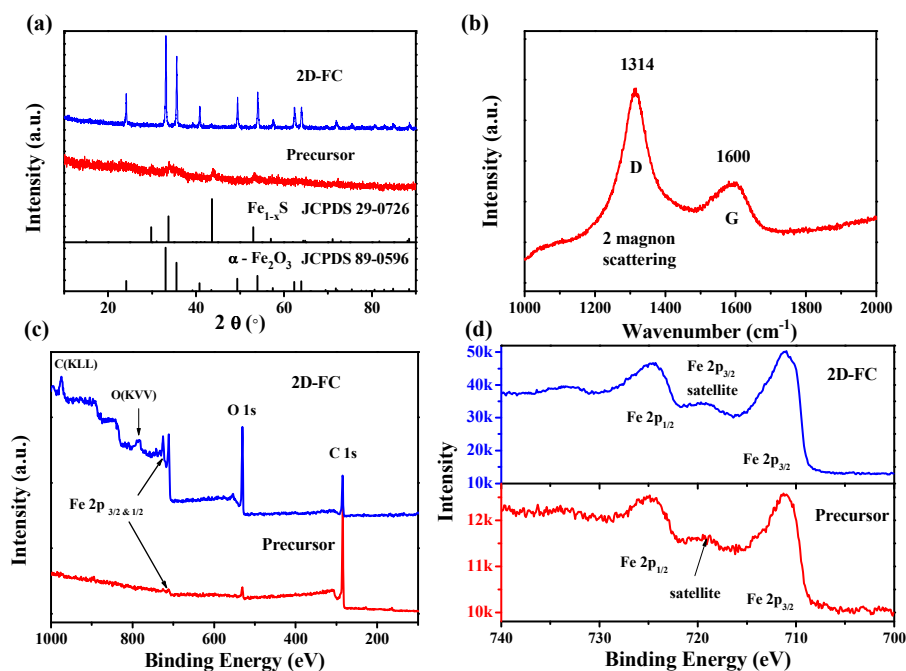 (a)
2D-FC
Precursor
Fe1-xS JCPDS 29-0726
α - Fe2O3 JCPDS 89-0596
20 40 60 80
2 θ (°)
Intensity (a.u.)
(b)
1314
1600
D
G
2 magnon
scattering
1000 1200 1400 1600 1800 2000
Wavenumber (cm-1)
Intensity (a.u.)
(c)
C(KLL)
2D-FC
O(KVV)
O 1s
C 1s
Fe 2p 3/2 & 1/2
Precursor
1000 800 600 400 200
Binding Energy (eV)
Intensity (a.u.)
(d)
50k
40k
30k
20k
10k
2D-FC
Fe 2p3/2
satellite
Fe 2p1/2
Fe 2p3/2
12k
11k
10k
Precursor
Fe 2p1/2
satellite
Fe 2p3/2
740 730 720 710 700
Binding Energy (eV)
Intensity